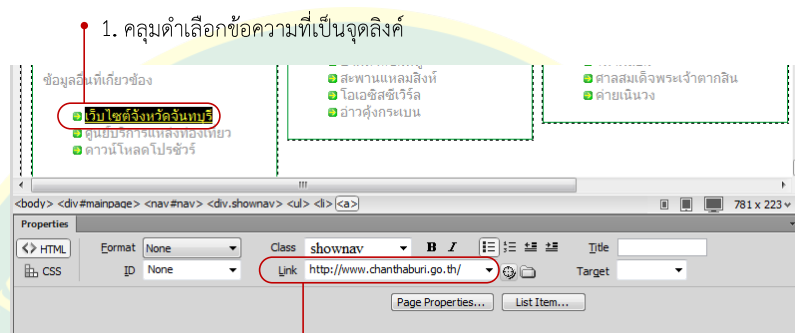 1. คลุมดำเลือกข้อความที่เป็นจุดลิงค์
ข้อมูลอื่นที่เกี่ยวข้อง
เว็บไซต์จังหวัดจันทบุรี
ศูนย์บริการแหล่งท่องเที่ยว
ดาวน์โหลดโบรชัวร์
สะพานแหลมสิงห์
โอเอซิสซีเวิร์ล
อ่าวคุ้งกระเบน
ศาลสมเด็จพระเจ้าตากสิน
ค่ายเนินวง
<body> <div#mainpage> <nav#nav> <div.shownav> <ul> <li> <a> 781 x 223
Properties
<> HTML Format None Class shownav B I Title
CSS ID None Link http://www.chanthaburi.go.th/ Target
Page Properties... List Item...